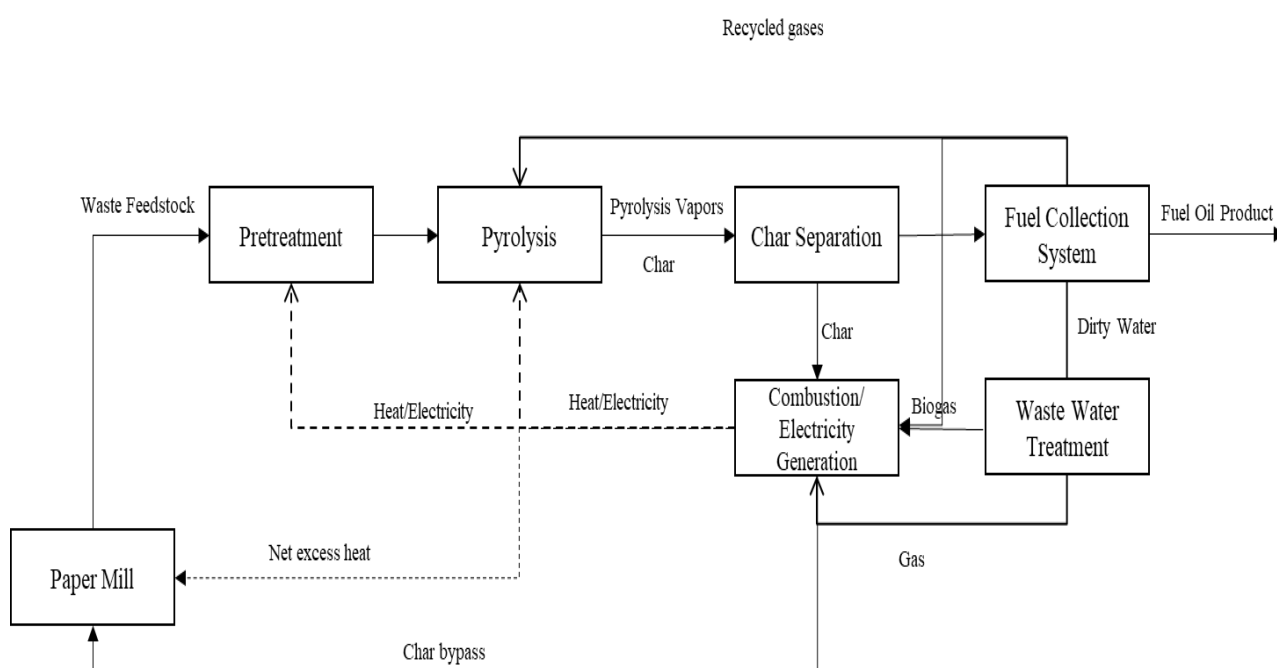 Recycled gases
Waste Feedstock
Pretreatment
Pyrolysis
Pyrolysis Vapors
Char
Char Separation
Fuel Collection
System
Fuel Oil Product
Char
Dirty Water
Heat/Electricity
Heat/Electricity
Combustion/
Electricity
Generation
Biogas
Waste Water
Treatment
Paper Mill
Net excess heat
Gas
Char bypass